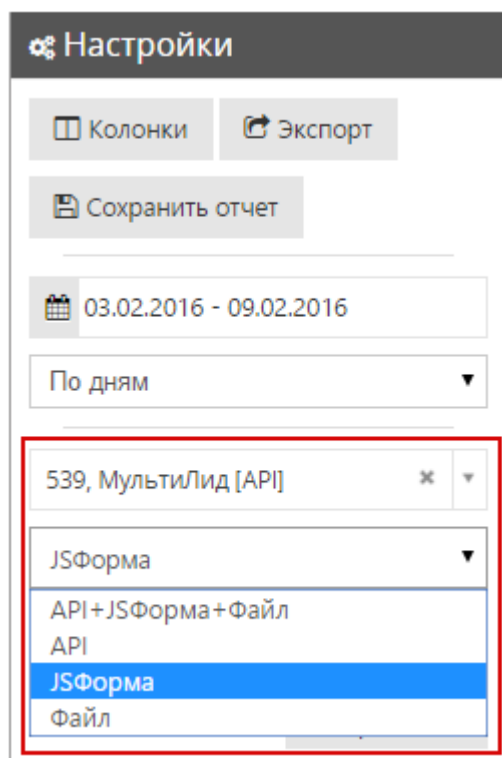 Настройки
Колонки Экспорт
Сохранить отчет
03.02.2016 - 09.02.2016
По дням
539, МультиЛид [API]
JSФорма
API+JSФорма+Файл
API
JSФорма
Файл